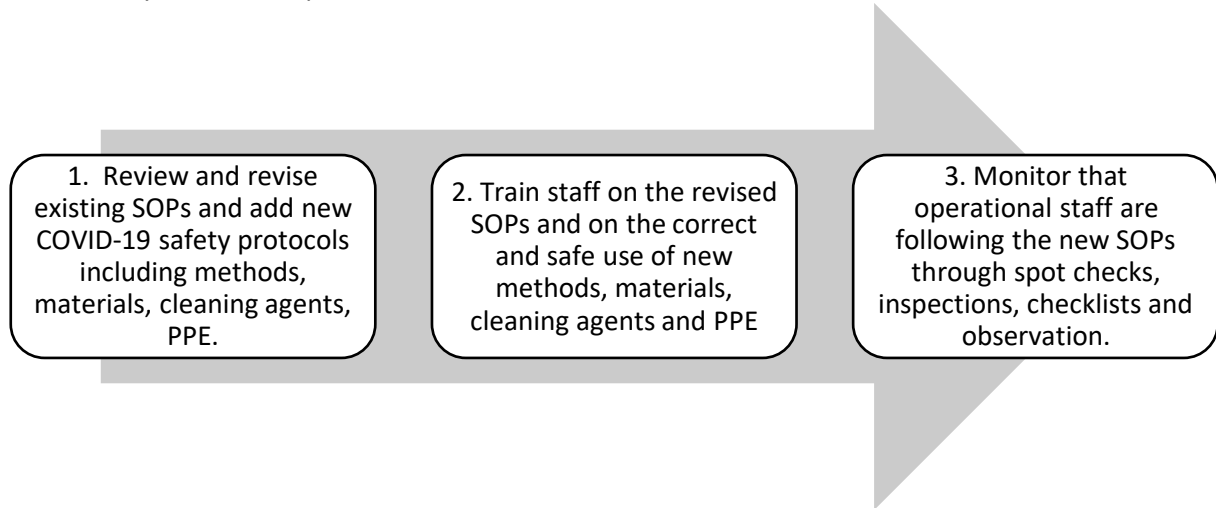 1. Review and revise
existing SOPs and add new
COVID-19 safety protocols
including methods,
materials, cleaning agents,
PPE.
2. Train staff on the revised
SOPs and on the correct
and safe use of new
methods, materials,
cleaning agents and PPE
3. Monitor that
operational staff are
following the new SOPs
through spot checks,
inspections, checklists and
observation.